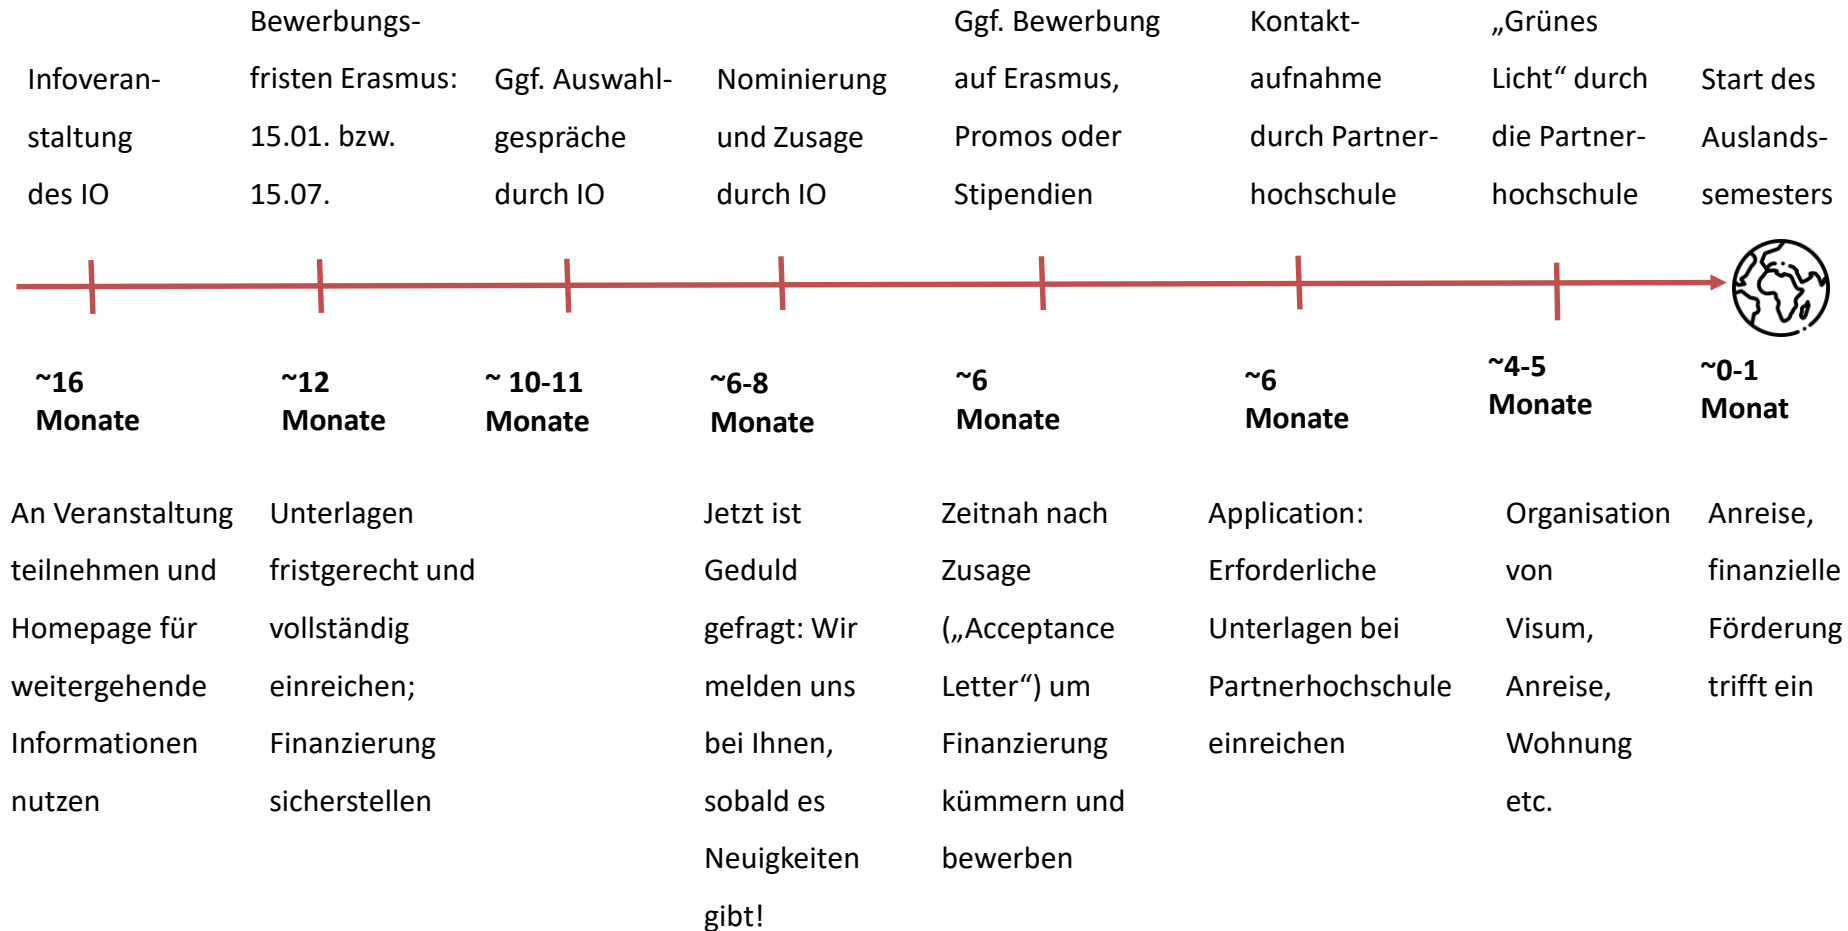 Infoveran-
staltung
des IO
Bewerbungs-
fristen Erasmus:
15.01. bzw.
15.07.
Ggf. Auswahl-
gespräche
durch IO
Nominierung
und Zusage
durch IO
Ggf. Bewerbung
auf Erasmus,
Promos oder
Stipendien
Kontakt-
aufnahme
durch Partner-
hochschule
„Grünes
Licht“ durch
die Partner-
hochschule
Start des
Auslands-
semesters
~16
Monate
~12
Monate
~ 10-11
Monate
~6-8
Monate
~6
Monate
~6
Monate
~4-5
Monate
~0-1
Monat
An Veranstaltung
teilnehmen und
Homepage für
weitergehende
Informationen
nutzen
Unterlagen
fristgerecht und
vollständig
einreichen;
Finanzierung
sicherstellen
Jetzt ist
Geduld
gefragt: Wir
melden uns
bei Ihnen,
sobald es
Neuigkeiten
gibt!
Zeitnah nach
Zusage
(„Acceptance
Letter“) um
Finanzierung
kümmern und
bewerben
Application:
Erforderliche
Unterlagen bei
Partnerhochschule
einreichen
Organisation
von
Visum,
Anreise,
Wohnung
etc.
Anreise,
finanzielle
Förderung
trifft ein